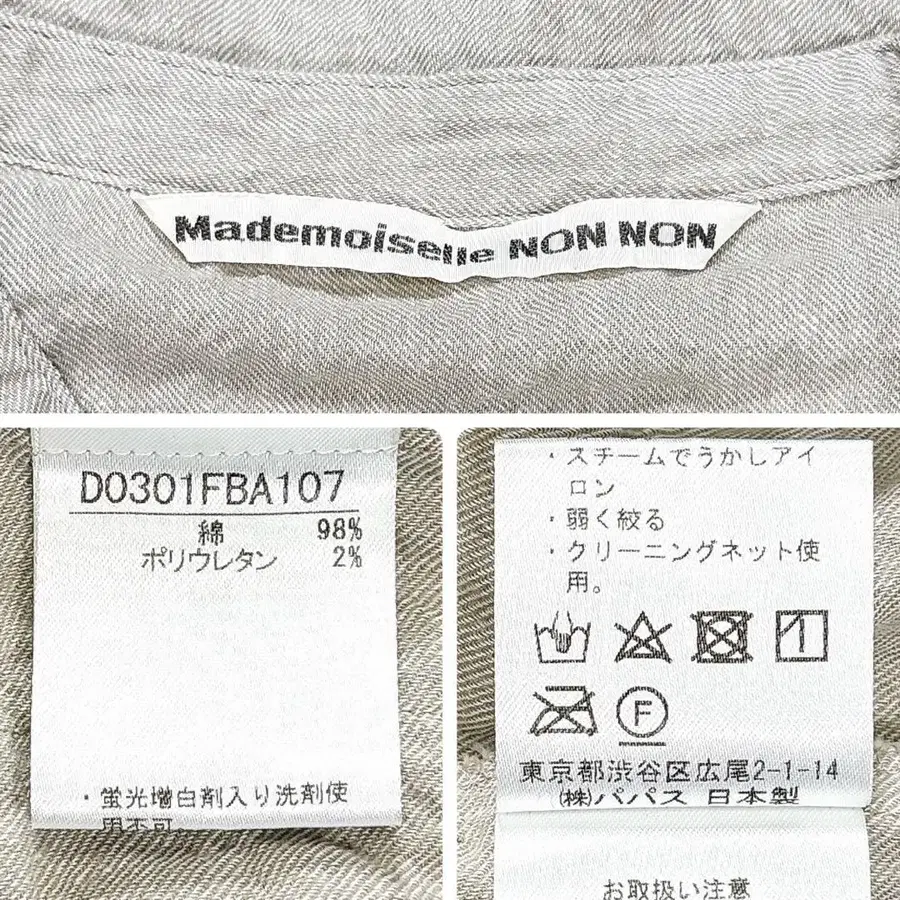 Mademoiselle NON NON
D0301FBA107
綿 98%
ポリウレタン 2%
・蛍光増白剤入り洗剤使
用不可。
・スチームでうかしアイ
ロン
・弱く絞る
・クリーニングネット使
用。
F
東京都渋谷区広尾2-1-14
(株)パパス 日本製
お取扱い注意